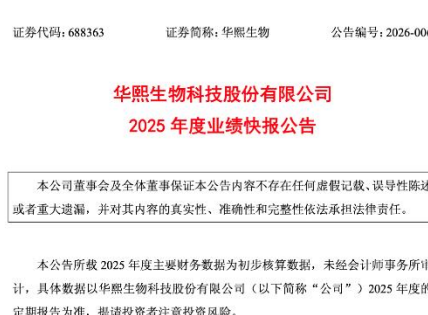 证券代码：688363 证券简称：华熙生物 公告编号：2026-006
华熙生物科技股份有限公司
2025 年度业绩快报公告
本公司董事会及全体董事保证本公告内容不存在任何虚假记载、误导性陈述
或者重大遗漏，并对其内容的真实性、准确性和完整性依法承担法律责任。
本公告所载 2025 年度主要财务数据为初步核算数据，未经会计师事务所审
计，具体数据以华熙生物科技股份有限公司（以下简称“公司”）2025 年度的
定期报告为准，提请投资者注意投资风险。